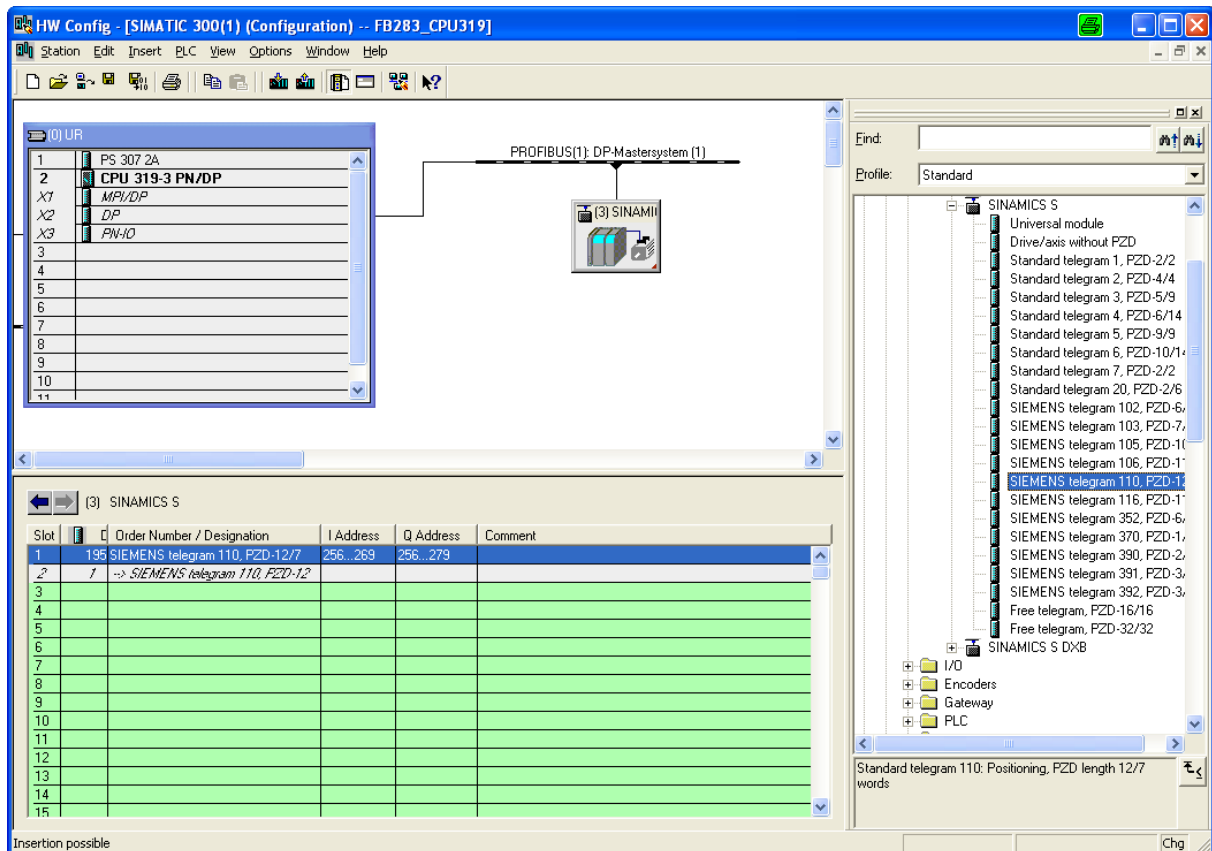 HW Config - [SIMATIC 300(1) (Configuration) -- FB283_CPU319]
Station Edit Insert PLC View Options Window Help
(0) UR
1 PS 307 2A
2 CPU 319-3 PN/DP
X1 MPI/DP
X2 DP
X3 PN-IO
3
4
5
6
7
8
9
10
11
PROFIBUS(1): DP-Mastersystem (1)
(3) SINAMI
Find:
Profile: Standard
SINAMICS S
Universal module
Drive/axis without PZD
Standard telegram 1, PZD-2/2
Standard telegram 2, PZD-4/4
Standard telegram 3, PZD-5/9
Standard telegram 4, PZD-6/14
Standard telegram 5, PZD-9/9
Standard telegram 6, PZD-10/14
Standard telegram 7, PZD-2/2
Standard telegram 20, PZD-2/6
SIEMENS telegram 102, PZD-6/
SIEMENS telegram 103, PZD-7/
SIEMENS telegram 105, PZD-10
SIEMENS telegram 106, PZD-11
SIEMENS telegram 110, PZD-12
SIEMENS telegram 116, PZD-11
SIEMENS telegram 352, PZD-6/
SIEMENS telegram 370, PZD-1/
SIEMENS telegram 390, PZD-2/
SIEMENS telegram 391, PZD-3/
SIEMENS telegram 392, PZD-3/
Free telegram, PZD-16/16
Free telegram, PZD-32/32
SINAMICS S DXB
I/O
Encoders
Gateway
PLC
Standard telegram 110: Positioning, PZD length 12/7
words
(3) SINAMICS S
Slot D Order Number / Designation I Address Q Address Comment
1 195 SIEMENS telegram 110, PZD-12/7 256...269 256...279
2 1 --> SIEMENS telegram 110, PZD-12
3
4
5
6
7
8
9
10
11
12
13
14
15
Insertion possible
Chg